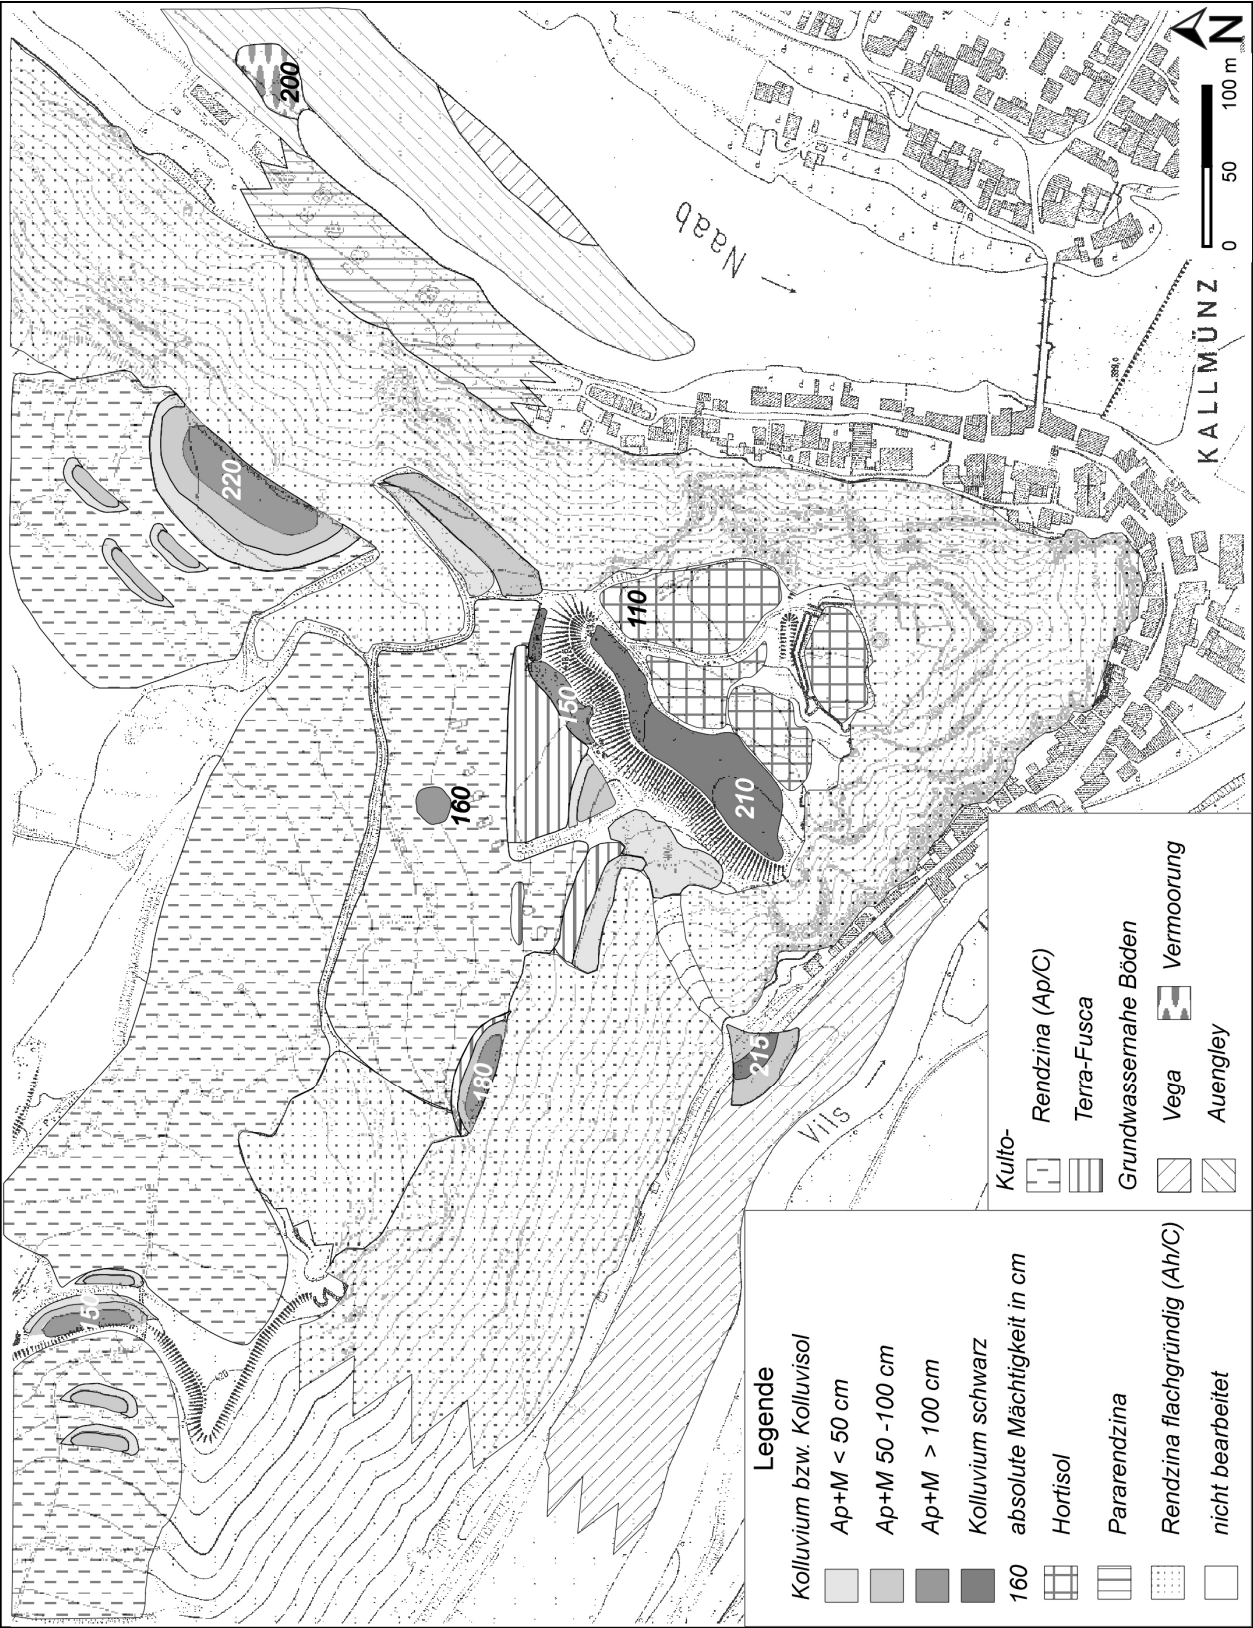 N
0 50 100 m
KALLMÜNZ
Naab
Vils
200
220
110
150
160
210
180
215
150
Legende
Kolluvium bzw. Kolluvisol
Ap+M < 50 cm
Ap+M 50 -100 cm
Ap+M > 100 cm
Kolluvium schwarz
160 absolute Mächtigkeit in cm
Hortisol
Pararendzina
Rendzina flachgründig (Ah/C)
nicht bearbeitet
Kulto-
Rendzina (Ap/C)
Terra-Fusca
Grundwassernahe Böden
Vega Vermoorung
Auengley